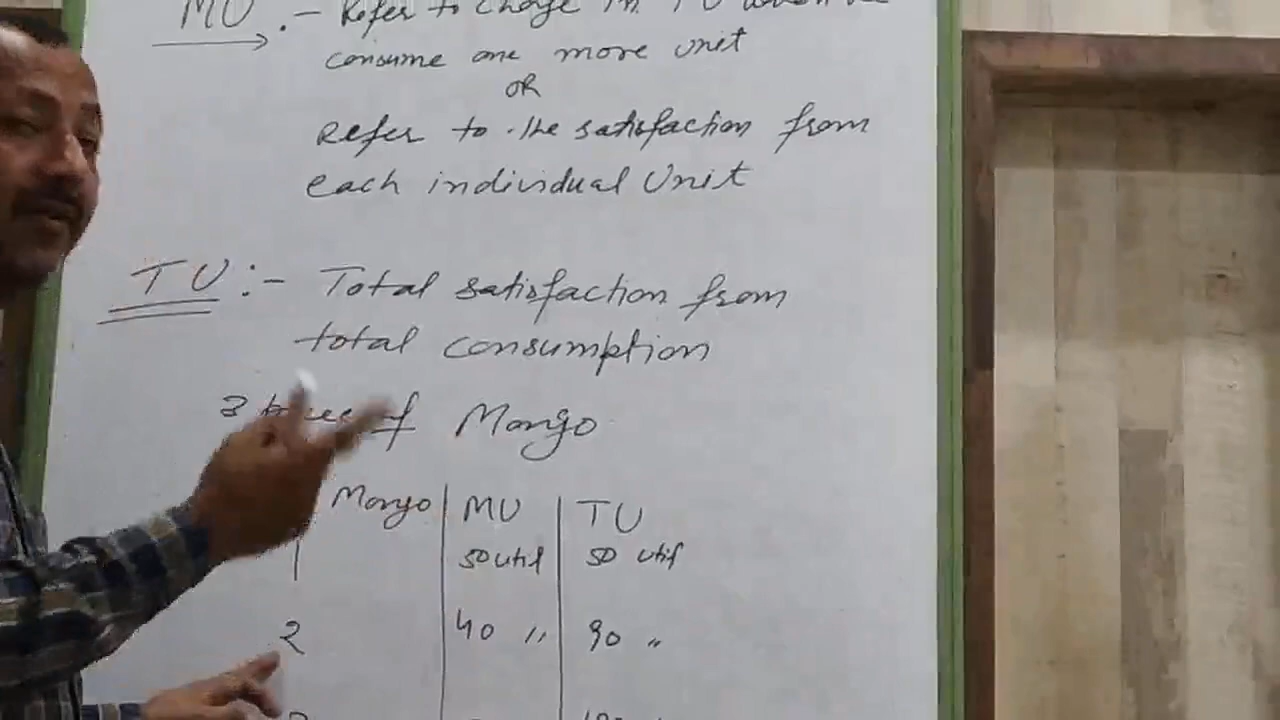 MU :- Refer to change in TU when we
consume one more unit
OR
Refer to the satisfaction from
each individual Unit
TU :- Total satisfaction from
total consumption
3 of Mango
Mango MU TU
1 50 util 50 util
2 40 " 90 "